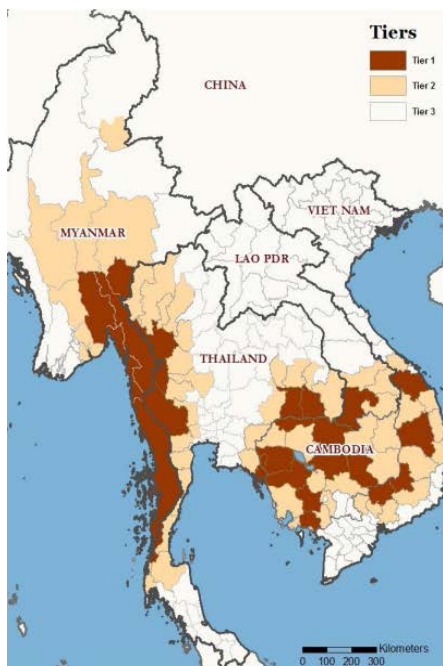 Tiers
Tier 1
Tier 2
Tier 3
CHINA
MYANMAR
VIET NAM
LAO PDR
THAILAND
CAMBODIA
Kilometers
0 100 200 300